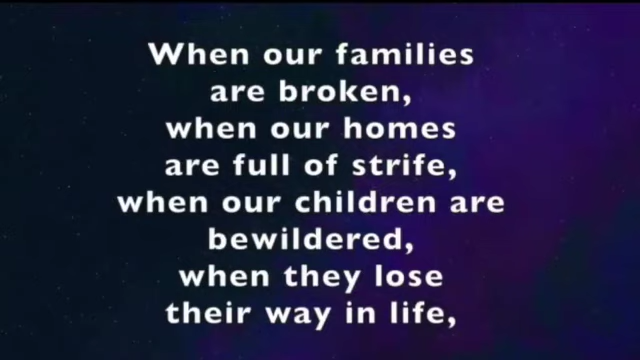 When our families
are broken,
when our homes
are full of strife,
when our children are
bewildered,
when they lose
their way in life,